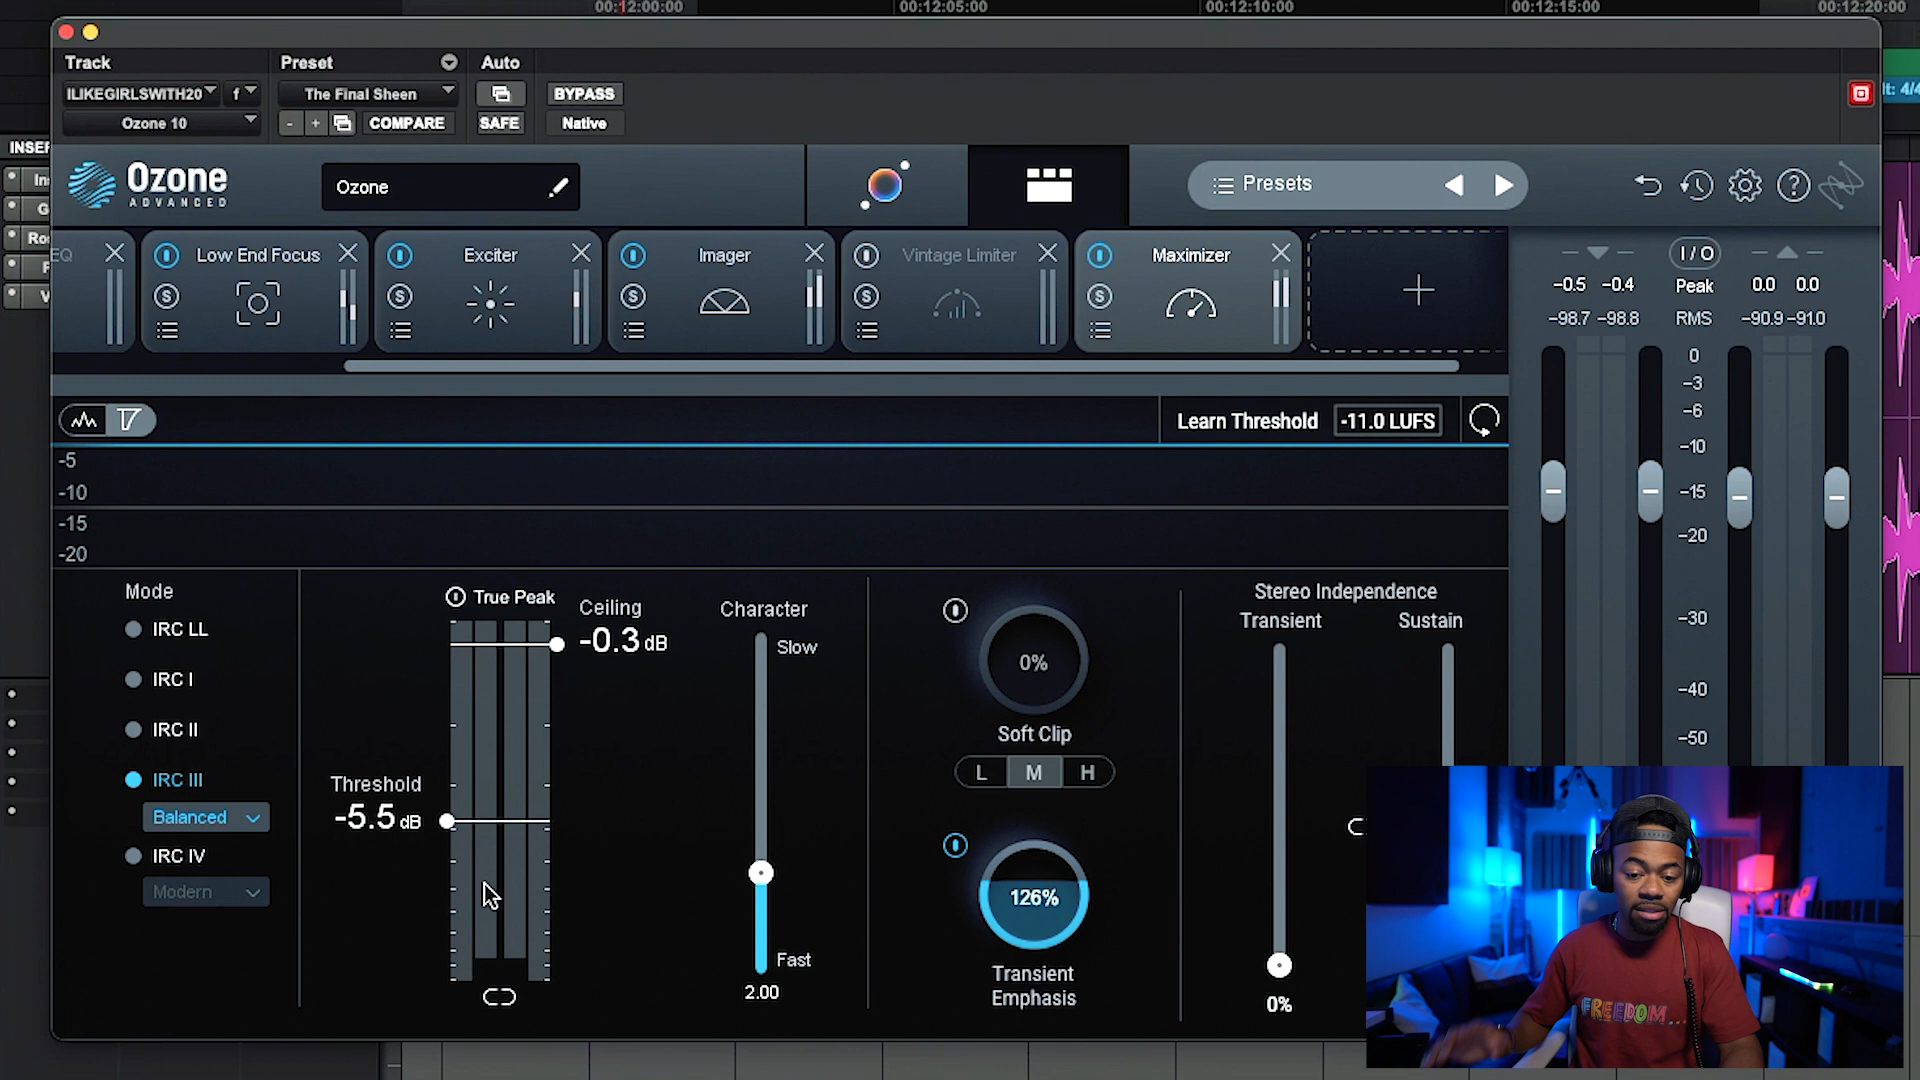 00:12:00:00 00:12:05:00 00:12:10:00 00:12:15:00 00:12:20:00
Track Preset Auto
ILIKEGIRLSWITH20 f The Final Sheen BYPASS
Ozone 10 - + COMPARE SAFE Native
4/4
INSER
Ozone
ADVANCED
Ozone
Presets
?
EQ Low End Focus Exciter Imager Vintage Limiter Maximizer
S S S S S
I / O
-0.5 -0.4 Peak 0.0 0.0
-98.7 -98.8 RMS -90.9 -91.0
0
-3
-6
-10
-15
-20
-30
-40
-50
Learn Threshold -11.0 LUFS
-5
-10
-15
-20
Mode
IRC LL
IRC I
IRC II
IRC III
Balanced
IRC IV
Modern
True Peak
Ceiling
-0.3 dB
Threshold
-5.5 dB
Character
Slow
Fast
2.00
0%
Soft Clip
L M H
126%
Transient
Emphasis
Stereo Independence
Transient Sustain
0%
FREEDOM...